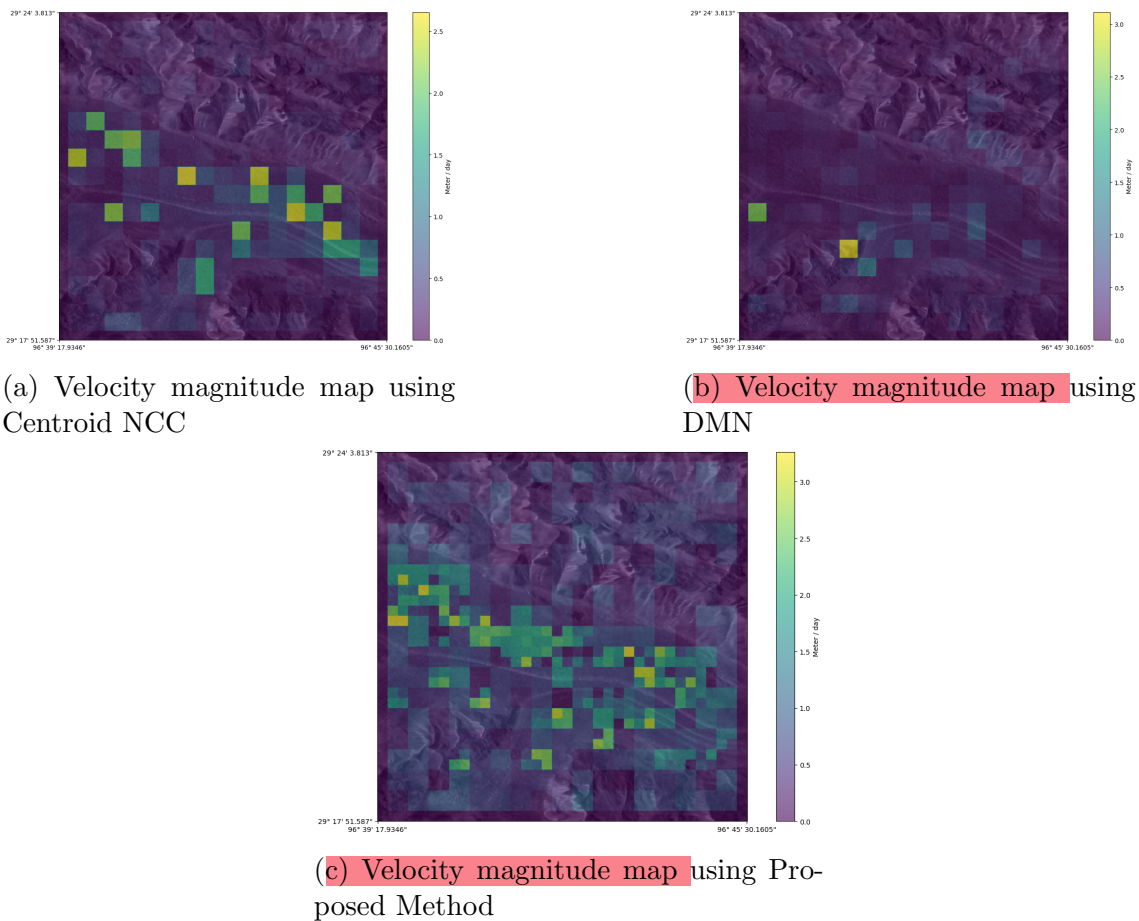 29° 24' 3.813"
2.5
2.0
1.5
1.0
0.5
0.0
Meter / day
29° 17' 51.587"
96° 39' 17.9346"
96° 45' 30.1605"
(a) Velocity magnitude map using
Centroid NCC
29° 24' 3.813"
3.0
2.5
2.0
1.5
1.0
0.5
0.0
Meter / day
29° 17' 51.587"
96° 39' 17.9346"
96° 45' 30.1605"
(b) Velocity magnitude map using
DMN
29° 24' 3.813"
3.0
2.5
2.0
1.5
1.0
0.5
0.0
Meter / day
29° 17' 51.587"
96° 39' 17.9346"
96° 45' 30.1605"
(c) Velocity magnitude map using Pro-
posed Method